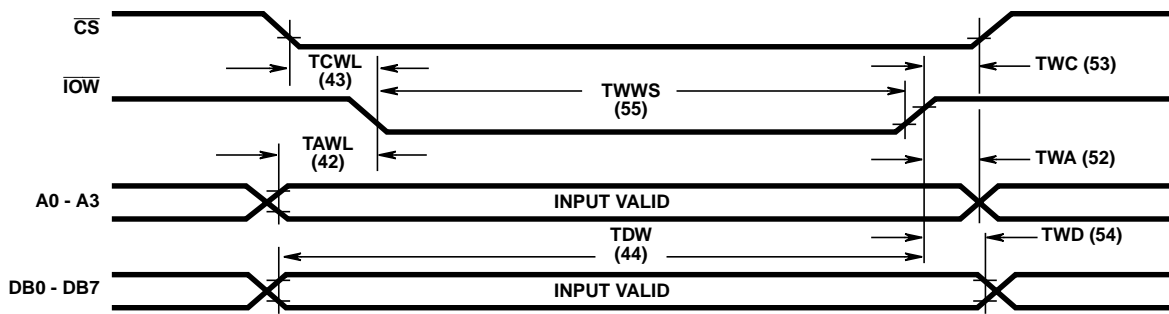 CS
TCWL
(43)
TWC (53)
IOW
TWWS
(55)
TAWL
(42)
TWA (52)
A0 - A3
INPUT VALID
TDW
(44)
TWD (54)
DB0 - DB7
INPUT VALID